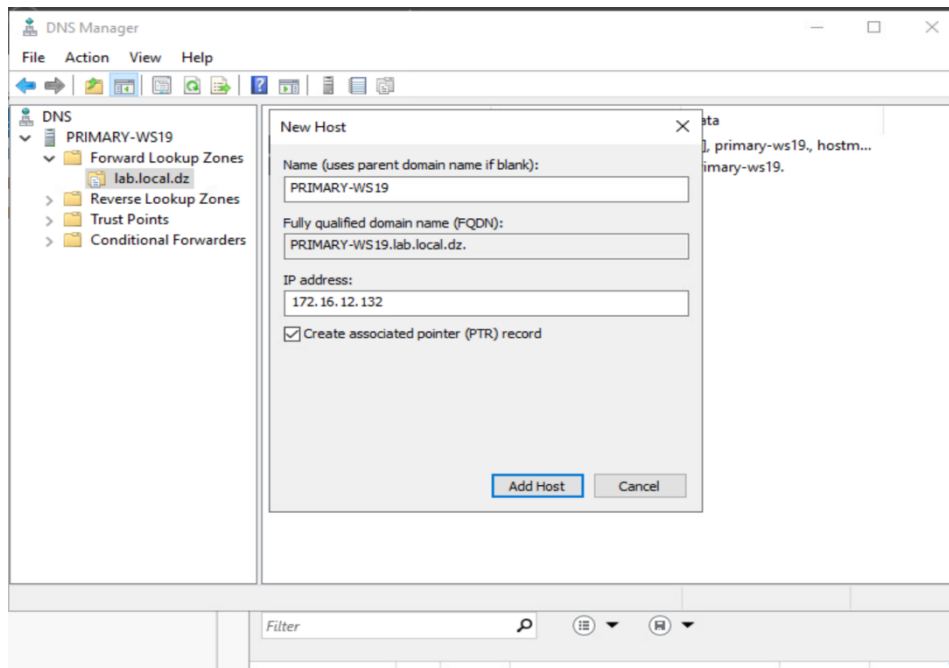 DNS Manager
File Action View Help
DNS
PRIMARY-WS19
Forward Lookup Zones
lab.local.dz
Reverse Lookup Zones
Trust Points
Conditional Forwarders
New Host
Name (uses parent domain name if blank):
PRIMARY-WS19
Fully qualified domain name (FQDN):
PRIMARY-WS19.lab.local.dz.
IP address:
172.16.12.132
Create associated pointer (PTR) record
Add Host Cancel
ata
], primary-ws19., hostm...
imary-ws19.
Filter